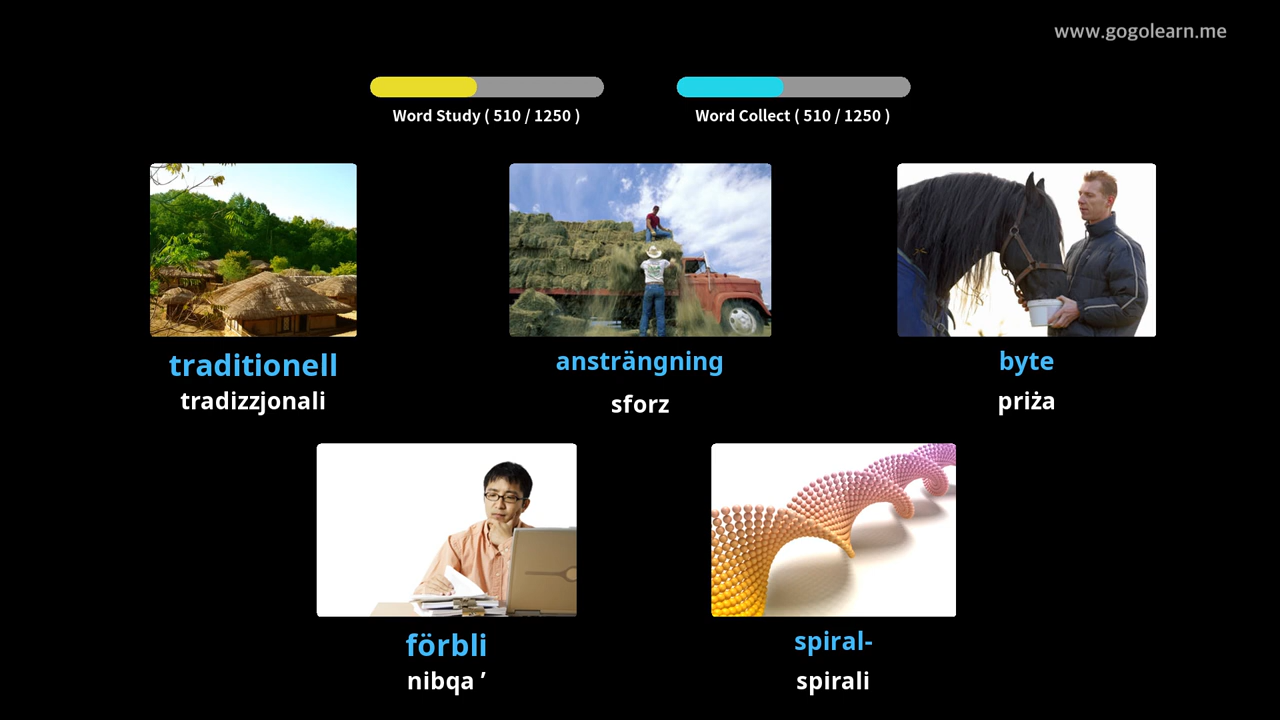 www.gogolearn.me
Word Study ( 510 / 1250 )
Word Collect ( 510 / 1250 )
traditionell
tradizzjonali
ansträngning
sforz
byte
priża
förbli
nibqa ’
spiral-
spirali